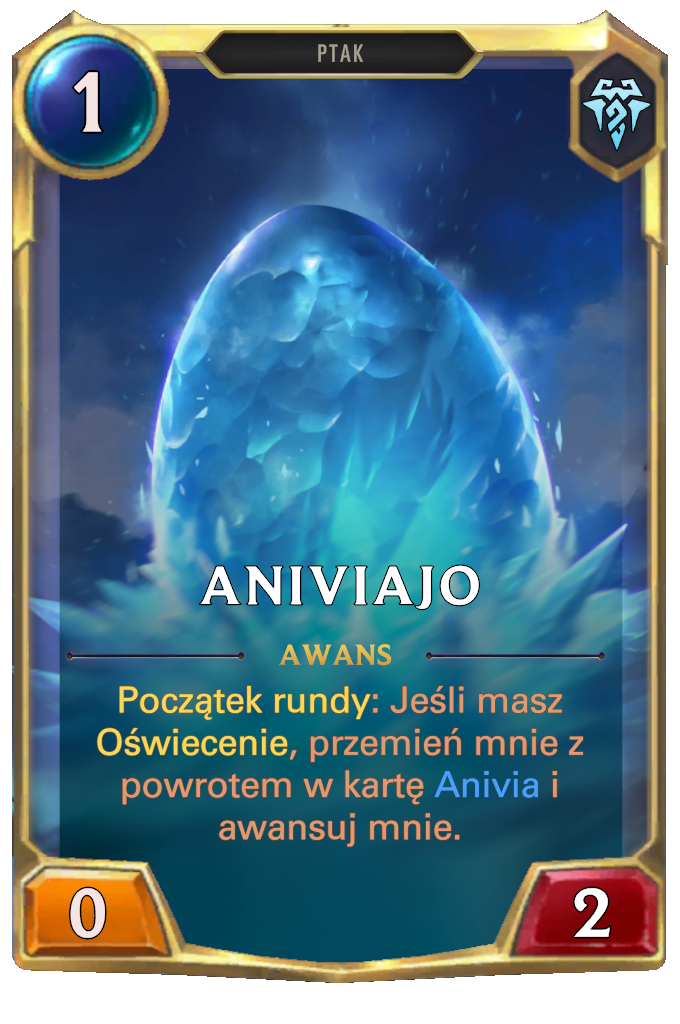 PTAK
1
ANIVIAJO
AWANS
Początek rundy: Jeśli masz
Oświecenie, przemień mnie z
powrotem w kartę Anivia i
awansuj mnie.
0
2